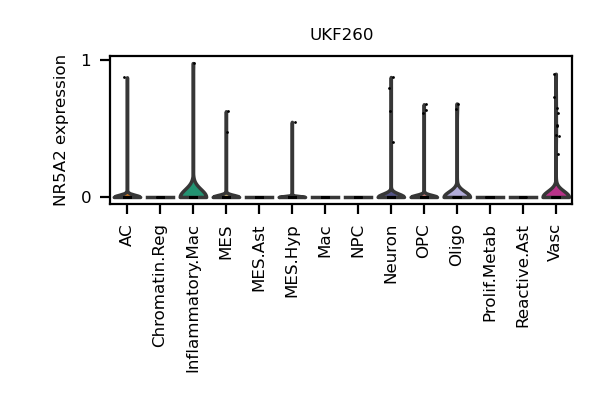 UKF260
NR5A2 expression
1
0
AC
Chromatin.Reg
Inflammatory.Mac
MES
MES.Ast
MES.Hyp
Mac
NPC
Neuron
OPC
Oligo
Prolif.Metab
Reactive.Ast
Vasc